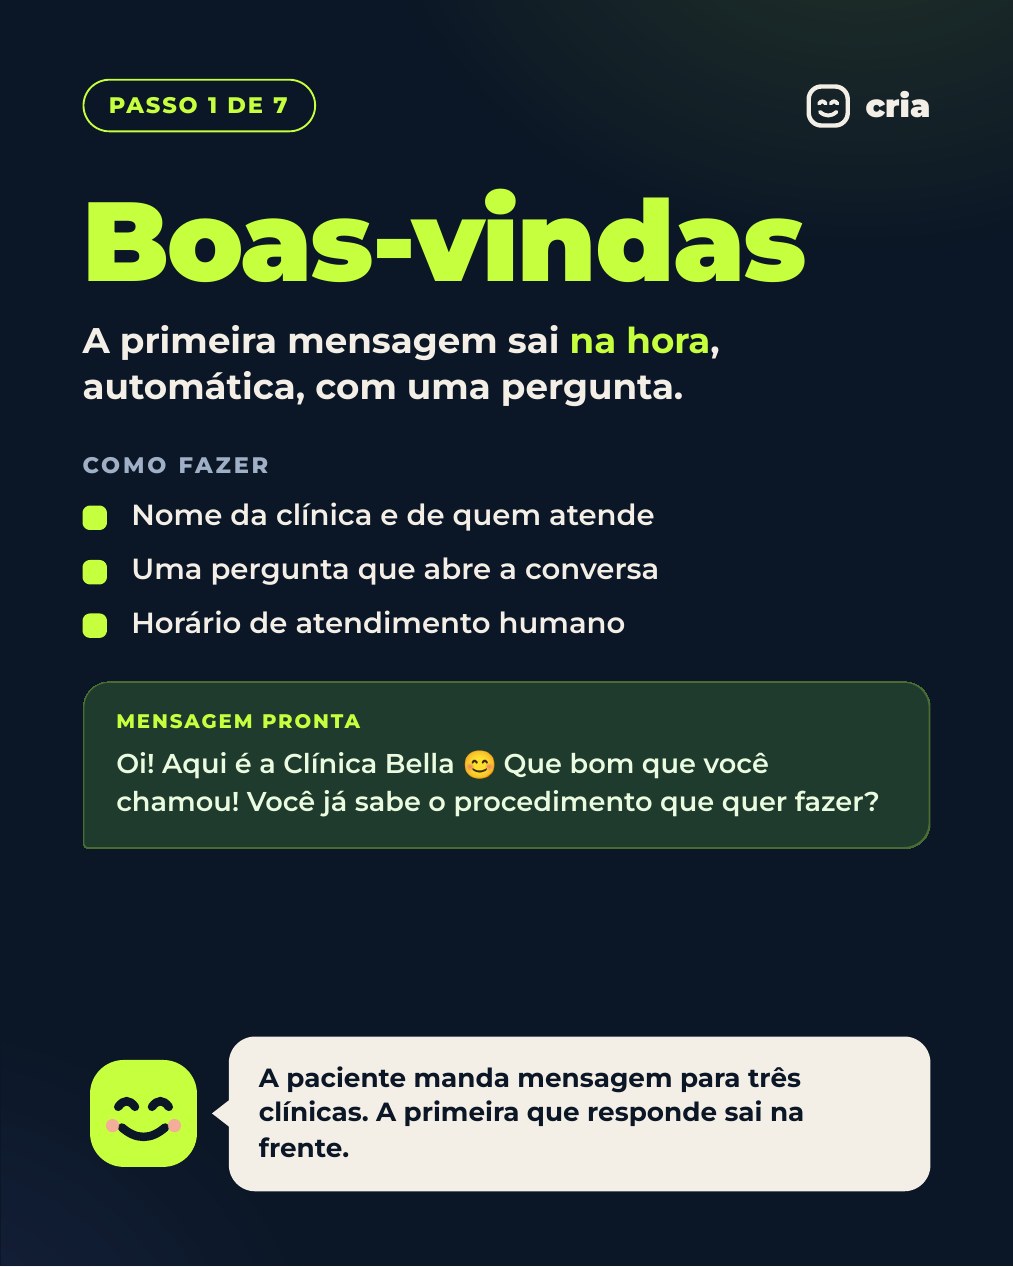 PASSO 1 DE 7
cria
Boas-vindas
A primeira mensagem sai na hora,
automática, com uma pergunta.
COMO FAZER
Nome da clínica e de quem atende
Uma pergunta que abre a conversa
Horário de atendimento humano
MENSAGEM PRONTA
Oi! Aqui é a Clínica Bella 😊 Que bom que você
chamou! Você já sabe o procedimento que quer fazer?
A paciente manda mensagem para três
clínicas. A primeira que responde sai na
frente.